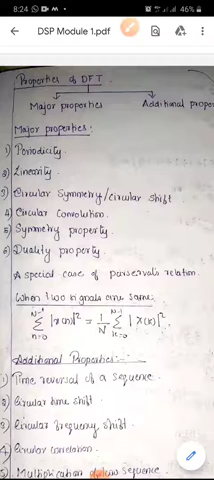 8:24
46%
DSP Module 1.pdf
Properties of DFT
Major properties Additional prope
Major properties:
1) Periodicity
2) Linearity
3) Circular Symmetry/circular shift
4) Circular Convolution.
5) Symmetry property
6) Duality property
A special case of parseval's relation.
When two signals are same.
N-1 Σ n=0 |x(n)|² = 1/N N-1 Σ k=0 |X(k)|²
Additional Properties:-
1) Time reversal of a sequence.
2) Circular time shift
3) Circular frequency shift
4) Circular correlation
5) Multiplication of two sequence.